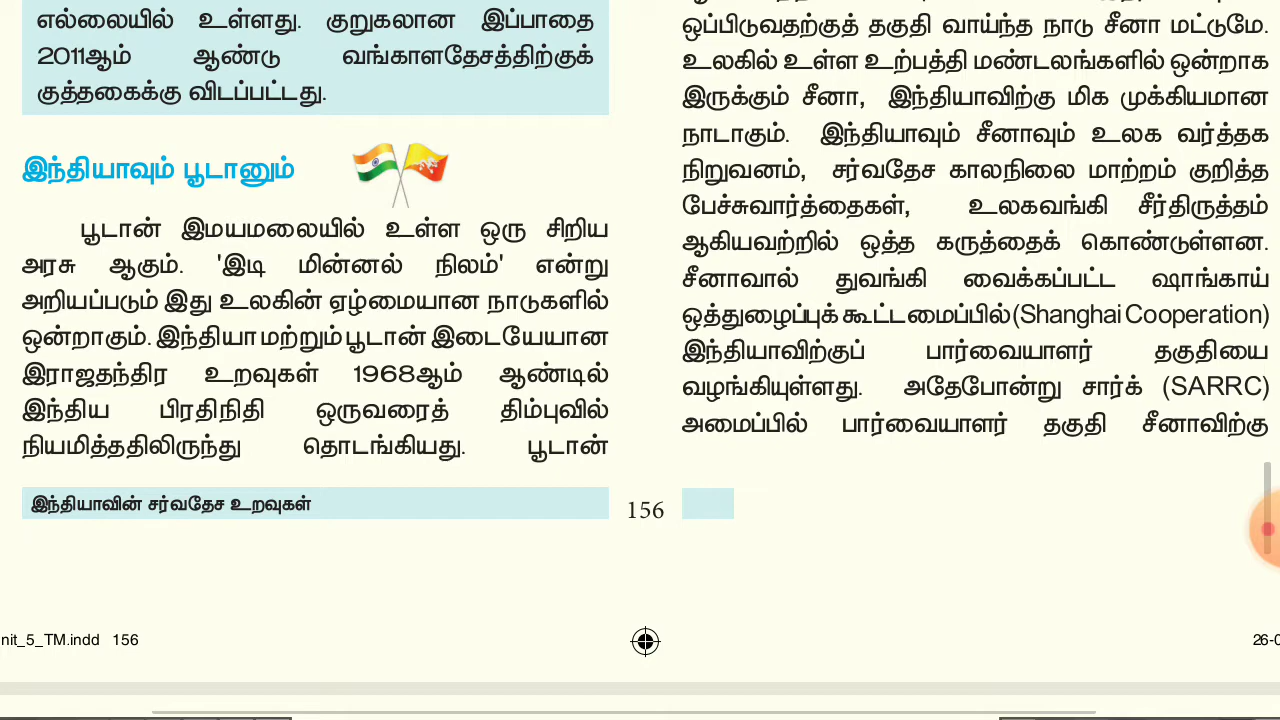 எல்லையில் உள்ளது. குறுகலான இப்பாதை
2011ஆம் ஆண்டு வங்காளதேசத்திற்குக்
குத்தகைக்கு விடப்பட்டது.
இந்தியாவும் பூடானும்
பூடான் இமயமலையில் உள்ள ஒரு சிறிய
அரசு ஆகும். 'இடி மின்னல் நிலம்' என்று
அறியப்படும் இது உலகின் ஏழ்மையான நாடுகளில்
ஒன்றாகும். இந்தியா மற்றும் பூடான் இடையேயான
இராஜதந்திர உறவுகள் 1968ஆம் ஆண்டில்
இந்திய பிரதிநிதி ஒருவரைத் திம்புவில்
நியமித்ததிலிருந்து தொடங்கியது. பூடான்
ஒப்பிடுவதற்குத் தகுதி வாய்ந்த நாடு சீனா மட்டுமே.
உலகில் உள்ள உற்பத்தி மண்டலங்களில் ஒன்றாக
இருக்கும் சீனா, இந்தியாவிற்கு மிக முக்கியமான
நாடாகும். இந்தியாவும் சீனாவும் உலக வர்த்தக
நிறுவனம், சர்வதேச காலநிலை மாற்றம் குறித்த
பேச்சுவார்த்தைகள், உலகவங்கி சீர்திருத்தம்
ஆகியவற்றில் ஒத்த கருத்தைக் கொண்டுள்ளன.
சீனாவால் துவங்கி வைக்கப்பட்ட ஷாங்காய்
ஒத்துழைப்புக் கூட்டமைப்பில் (Shanghai Cooperation)
இந்தியாவிற்குப் பார்வையாளர் தகுதியை
வழங்கியுள்ளது. அதேபோன்று சார்க் (SARRC)
அமைப்பில் பார்வையாளர் தகுதி சீனாவிற்கு
இந்தியாவின் சர்வதேச உறவுகள்
156
nit_5_TM.indd 156
26-0